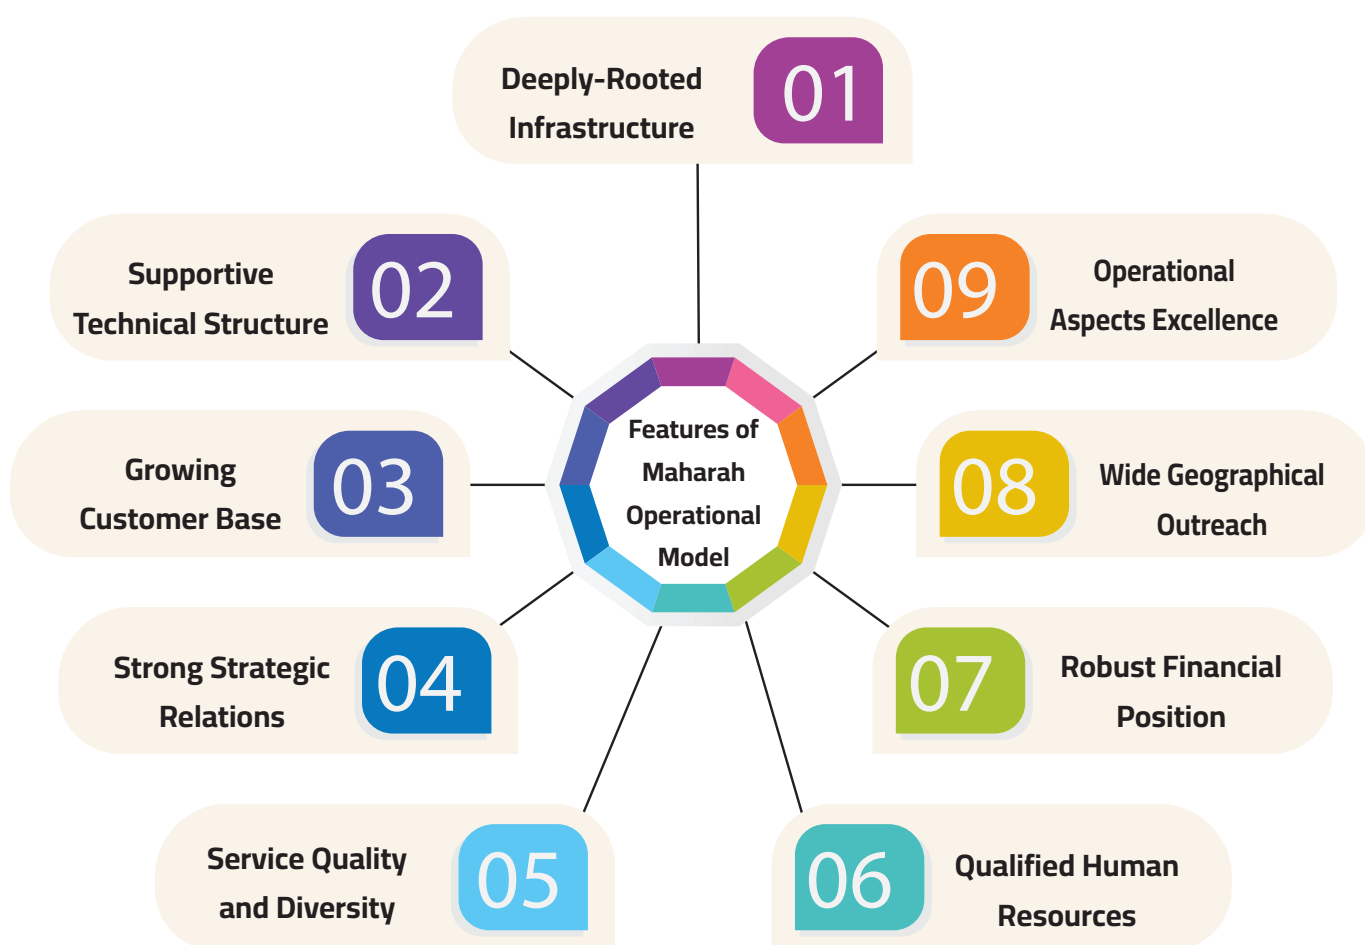 Deeply-Rooted
Infrastructure
01
Supportive
Technical Structure
02
Growing
Customer Base
03
Strong Strategic
Relations
04
Service Quality
and Diversity
05
06
Qualified Human
Resources
07
Robust Financial
Position
08
Wide Geographical
Outreach
09
Operational
Aspects Excellence
Features of
Maharah
Operational
Model